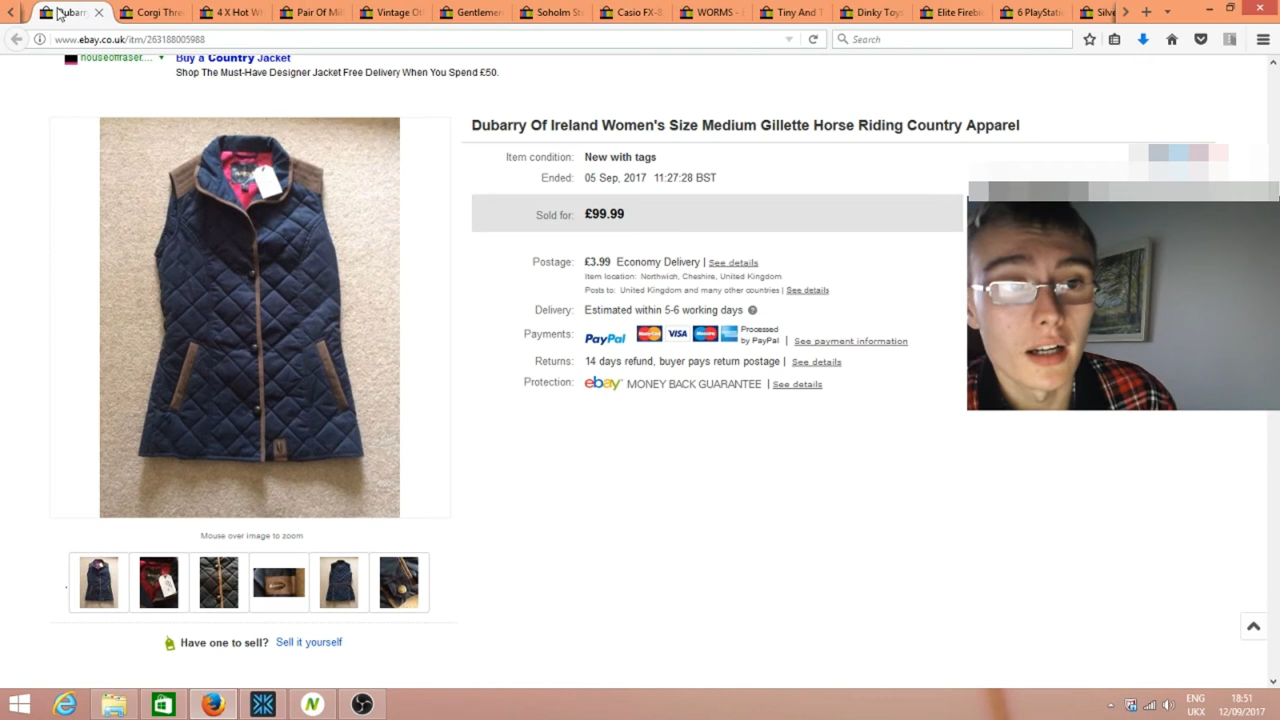 Dubarry
Corgi Thre
4 X Hot W
Pair Of Mi
Vintage Ot
Gentlemen
Soholm St
Casio FX-8
WORMS -
Tiny And
Dinky Toy
Elite Firebi
6 PlayStati
Silve
www.ebay.co.uk/itm/263188005988
Search
houseoffraser....
Buy a Country Jacket
Shop The Must-Have Designer Jacket Free Delivery When You Spend £50.
Dubarry Of Ireland Women's Size Medium Gillette Horse Riding Country Apparel
Item condition: New with tags
Ended: 05 Sep, 2017 11:27:28 BST
Sold for: £99.99
Postage: £3.99 Economy Delivery | See details
Item location: Northwich, Cheshire, United Kingdom
Posts to: United Kingdom and many other countries | See details
Delivery: Estimated within 5-6 working days
Payments: PayPal MasterCard VISA Maestro Processed by PayPal | See payment information
Returns: 14 days refund, buyer pays return postage | See details
Protection: ebay MONEY BACK GUARANTEE | See details
Mouse over image to zoom
Have one to sell? Sell it yourself
ENG 18:51
UKX 12/09/2017